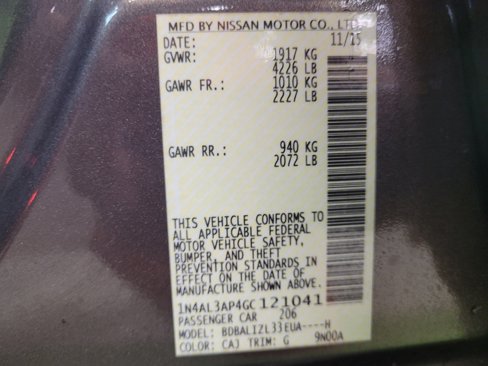 MFD BY NISSAN MOTOR CO., LTD
DATE: 11/15
GVWR: 1917 KG
4226 LB
GAWR FR.: 1010 KG
2227 LB
GAWR RR.: 940 KG
2072 LB
THIS VEHICLE CONFORMS TO
ALL APPLICABLE FEDERAL
MOTOR VEHICLE SAFETY,
BUMPER, AND THEFT
PREVENTION STANDARDS IN
EFFECT ON THE DATE OF
MANUFACTURE SHOWN ABOVE.
1N4AL3AP4GC121041
PASSENGER CAR 206
MODEL: BDBALIZL33EUA----H
COLOR: CAJ TRIM: G 9N00A